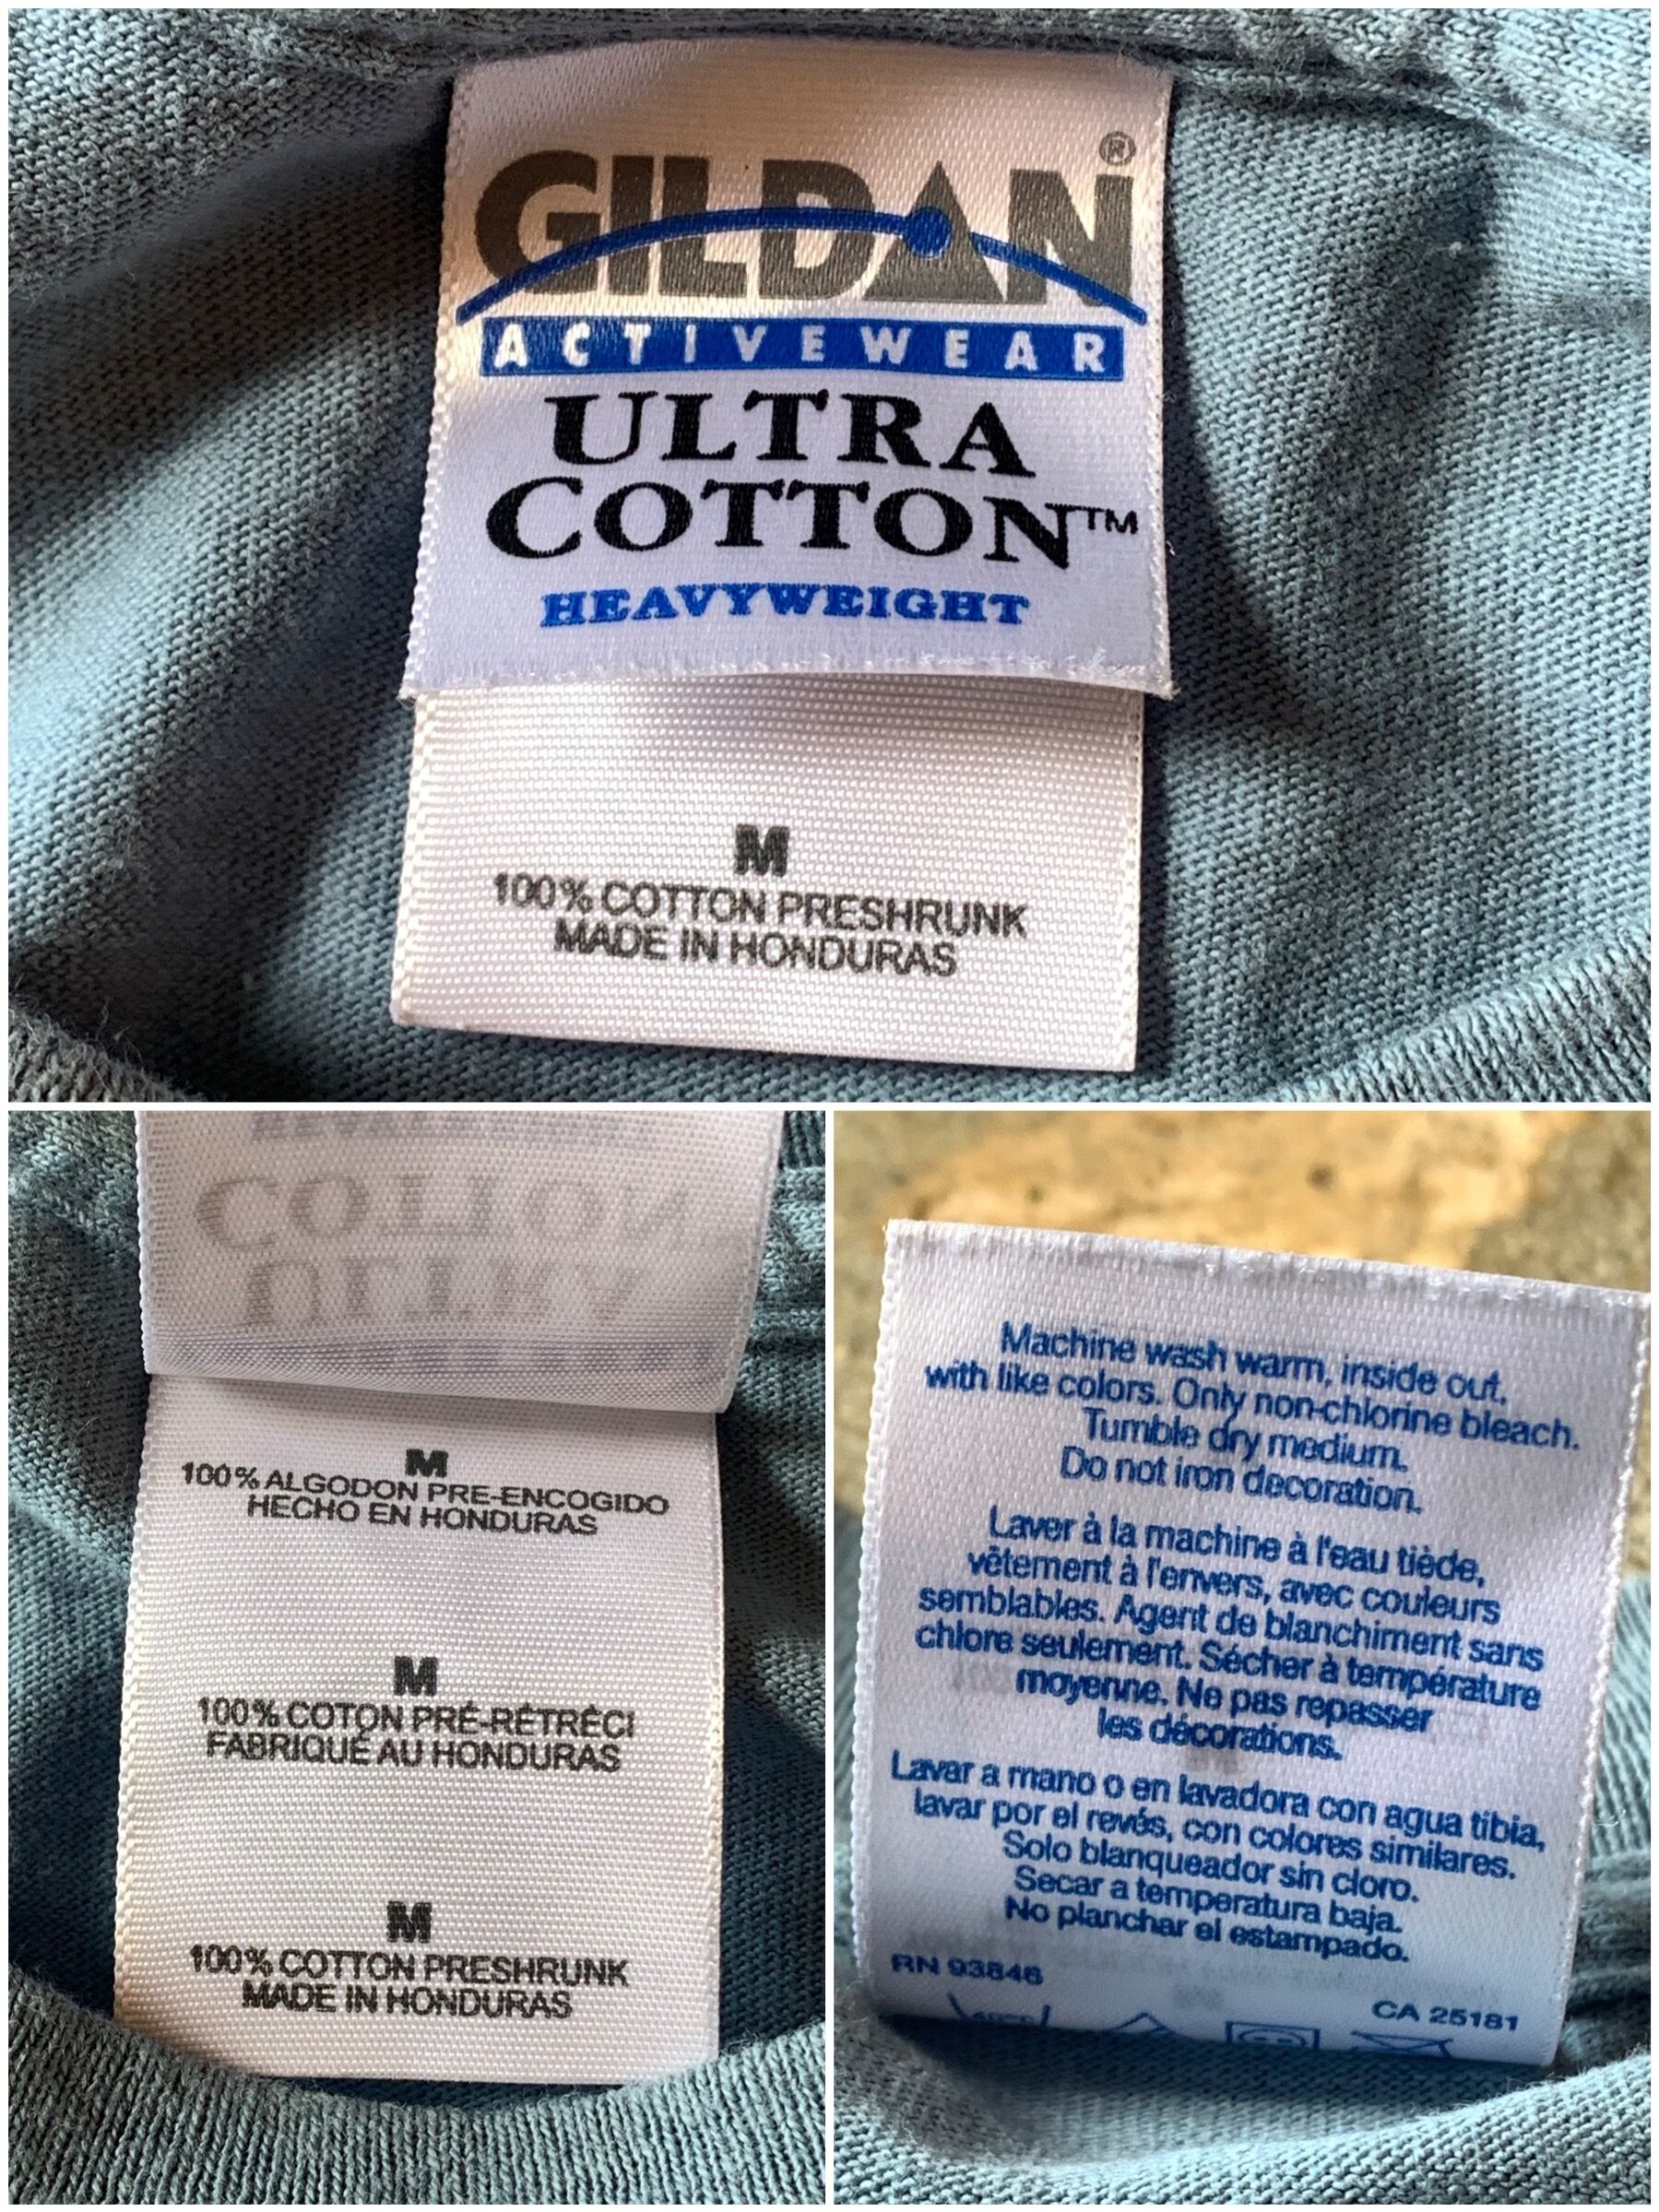 GILDAN®
ACTIVEWEAR
ULTRA
COTTON™
HEAVYWEIGHT
M
100% COTTON PRESHRUNK
MADE IN HONDURAS
COTTON
ULTRA
M
100% ALGODON PRE-ENCOGIDO
HECHO EN HONDURAS
M
100% COTON PRÉ-RÉTRÉCI
FABRIQUÉ AU HONDURAS
M
100% COTTON PRESHRUNK
MADE IN HONDURAS
Machine wash warm, inside out,
with like colors. Only non-chlorine bleach.
Tumble dry medium.
Do not iron decoration.
Laver à la machine à l'eau tiède,
vêtement à l'envers, avec couleurs
semblables. Agent de blanchiment sans
chlore seulement. Sécher à température
moyenne. Ne pas repasser
les décorations.
Lavar a mano o en lavadora con agua tibia,
lavar por el revés, con colores similares.
Solo blanqueador sin cloro.
Secar a temperatura baja.
No planchar el estampado.
RN 93846
CA 25181